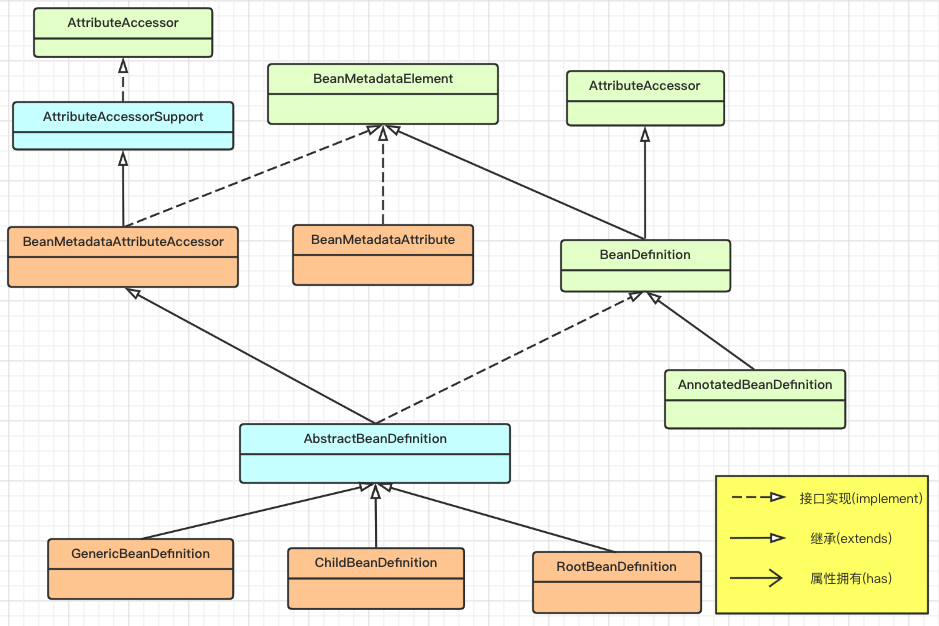 AttributeAccessor
BeanMetadataElement
AttributeAccessor
AttributeAccessorSupport
BeanMetadataAttributeAccessor
BeanMetadataAttribute
BeanDefinition
AnnotatedBeanDefinition
AbstractBeanDefinition
GenericBeanDefinition
ChildBeanDefinition
RootBeanDefinition
接口实现(implement)
继承(extends)
属性拥有(has)